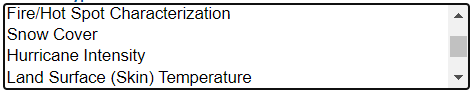 Fire/Hot Spot Characterization
Snow Cover
Hurricane Intensity
Land Surface (Skin) Temperature